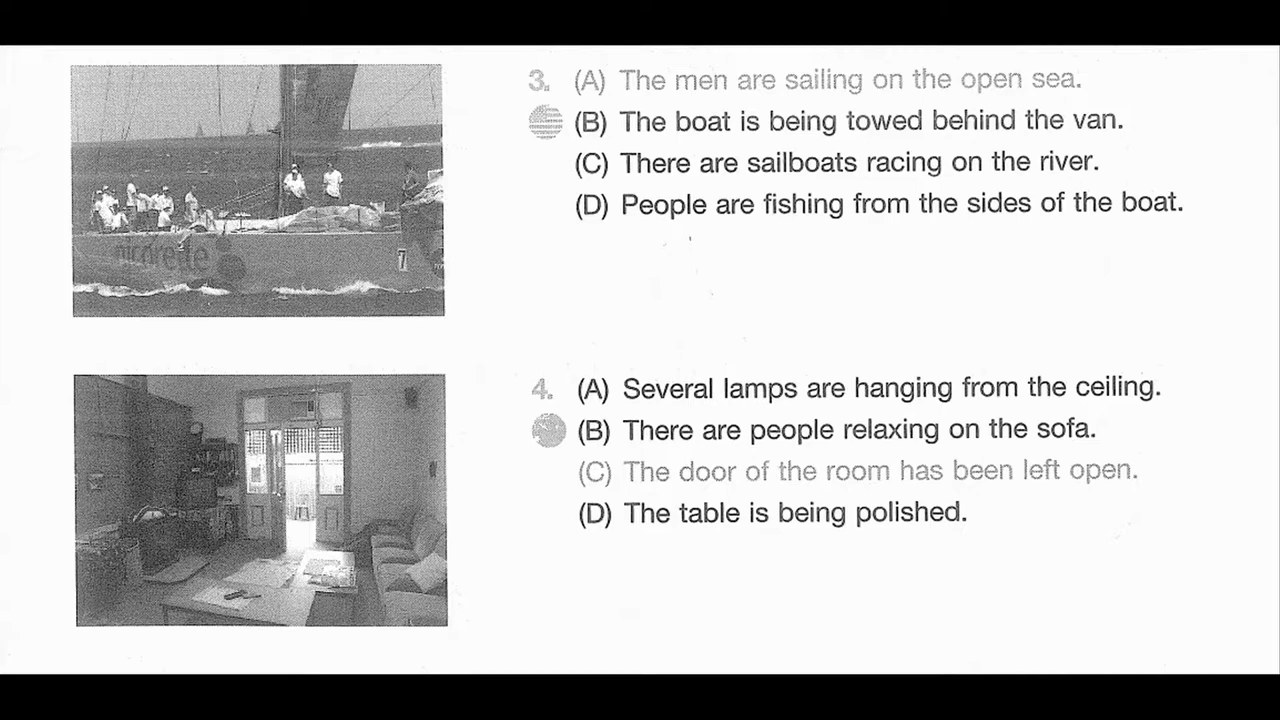 3. (A) The men are sailing on the open sea.
(B) The boat is being towed behind the van.
(C) There are sailboats racing on the river.
(D) People are fishing from the sides of the boat.
nicorette
7
4. (A) Several lamps are hanging from the ceiling.
(B) There are people relaxing on the sofa.
(C) The door of the room has been left open.
(D) The table is being polished.